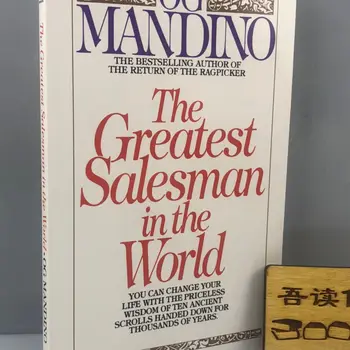 OG
MANDINO
THE BESTSELLING AUTHOR OF
THE RETURN OF THE RAGPICKER
The
Greatest
Salesman
in the
World
YOU CAN CHANGE YOUR
LIFE WITH THE PRICELESS
WISDOM OF TEN ANCIENT
SCROLLS HANDED DOWN FOR
THOUSANDS OF YEARS.
The Greatest Salesman in the World • OG MANDINO
吾读